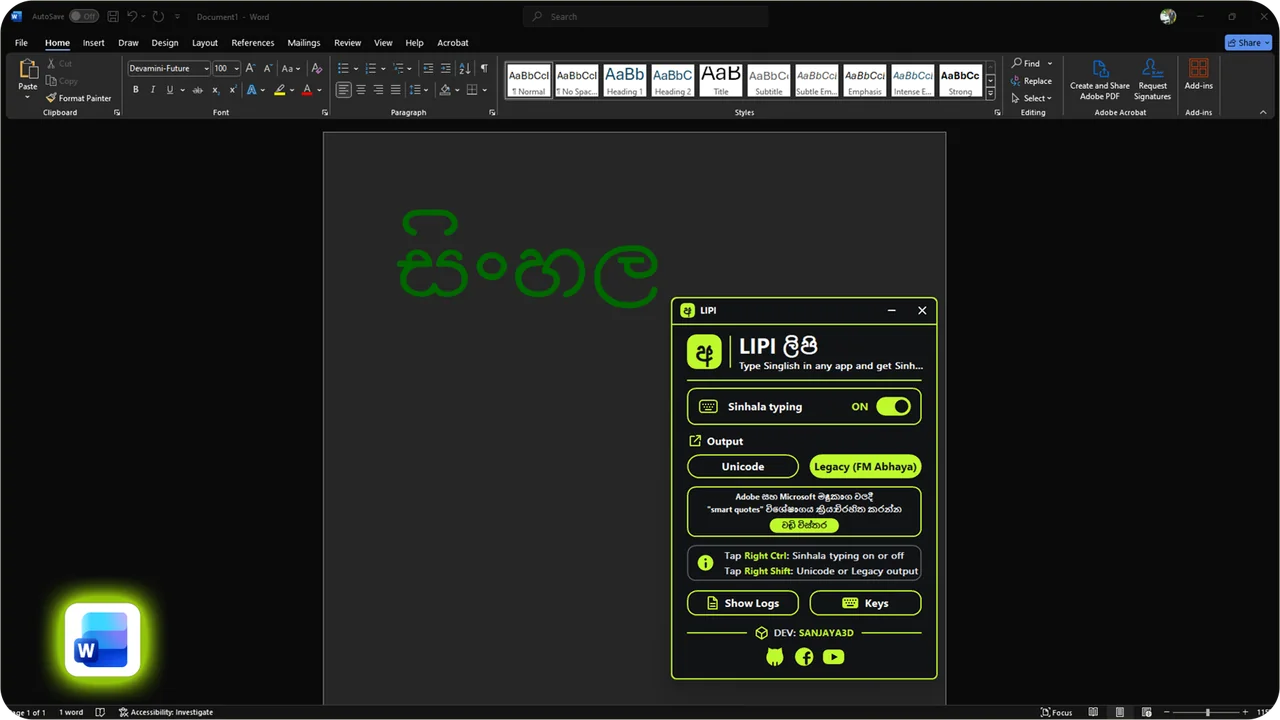 AutoSave Off Document1 - Word Search
File Home Insert Draw Design Layout References Mailings Review View Help Acrobat Share
Paste Cut Copy Format Painter Clipboard
Devamini-Future 100 Font
Paragraph
AaBbCcI ¶ Normal
AaBbCcI ¶ No Spac...
AaBb Heading 1
AaBbC Heading 2
AaB Title
AaBbCc Subtitle
AaBbCci Subtle Em...
AaBbCci Emphasis
AaBbCci Intense E...
AaBbCc Strong
Styles
Find Replace Select Editing
Create and Share Adobe PDF Request Signatures Adobe Acrobat
Add-ins Add-ins
සිංහල
LIPI
අ LIPI ලිපි
Type Singlish in any app and get Sinh...
Sinhala typing ON
Output
Unicode Legacy (FM Abhaya)
Adobe සහ Microsoft
"smart quotes" විශේෂාංගය ක්‍රියාවිරහිත කරන්න
වැඩි විස්තර
Tap Right Ctrl: Sinhala typing on or off
Tap Right Shift: Unicode or Legacy output
Show Logs Keys
DEV: SANJAYA3D
W
1 of 1 1 word Accessibility: Investigate Focus